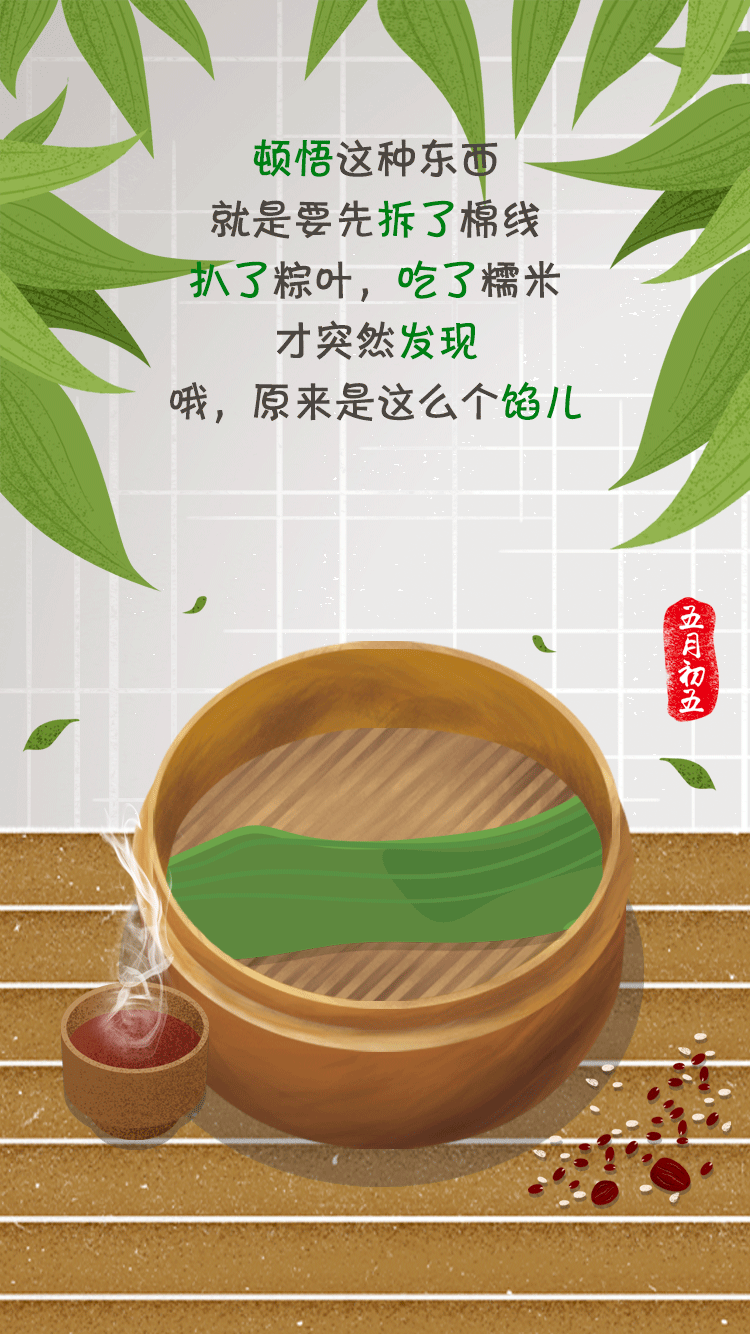 顿悟这种东西
就是要先拆了棉线
扒了粽叶，吃了糯米
才突然发现
哦，原来是这么个馅儿
五月初五